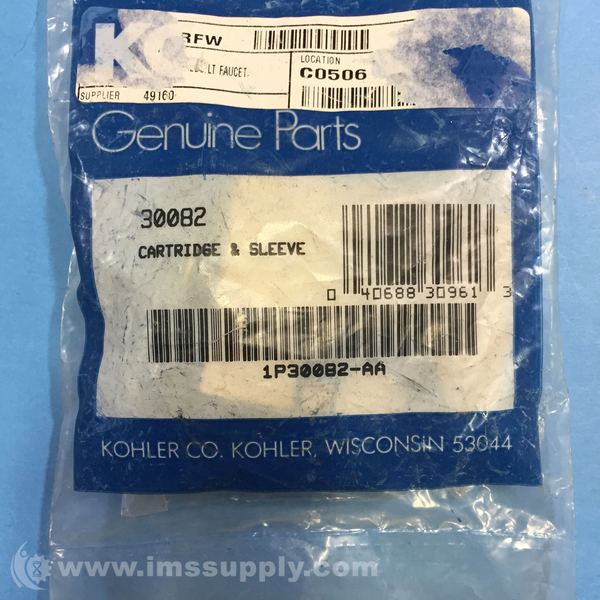 KO
RFW
LT FAUCET
LOCATION
C0506
SUPPLIER 49160
Genuine Parts
30082
CARTRIDGE & SLEEVE
0 40688 30961 3
1P30082-AA
KOHLER CO. KOHLER, WISCONSIN 53044
www.imssupply.com